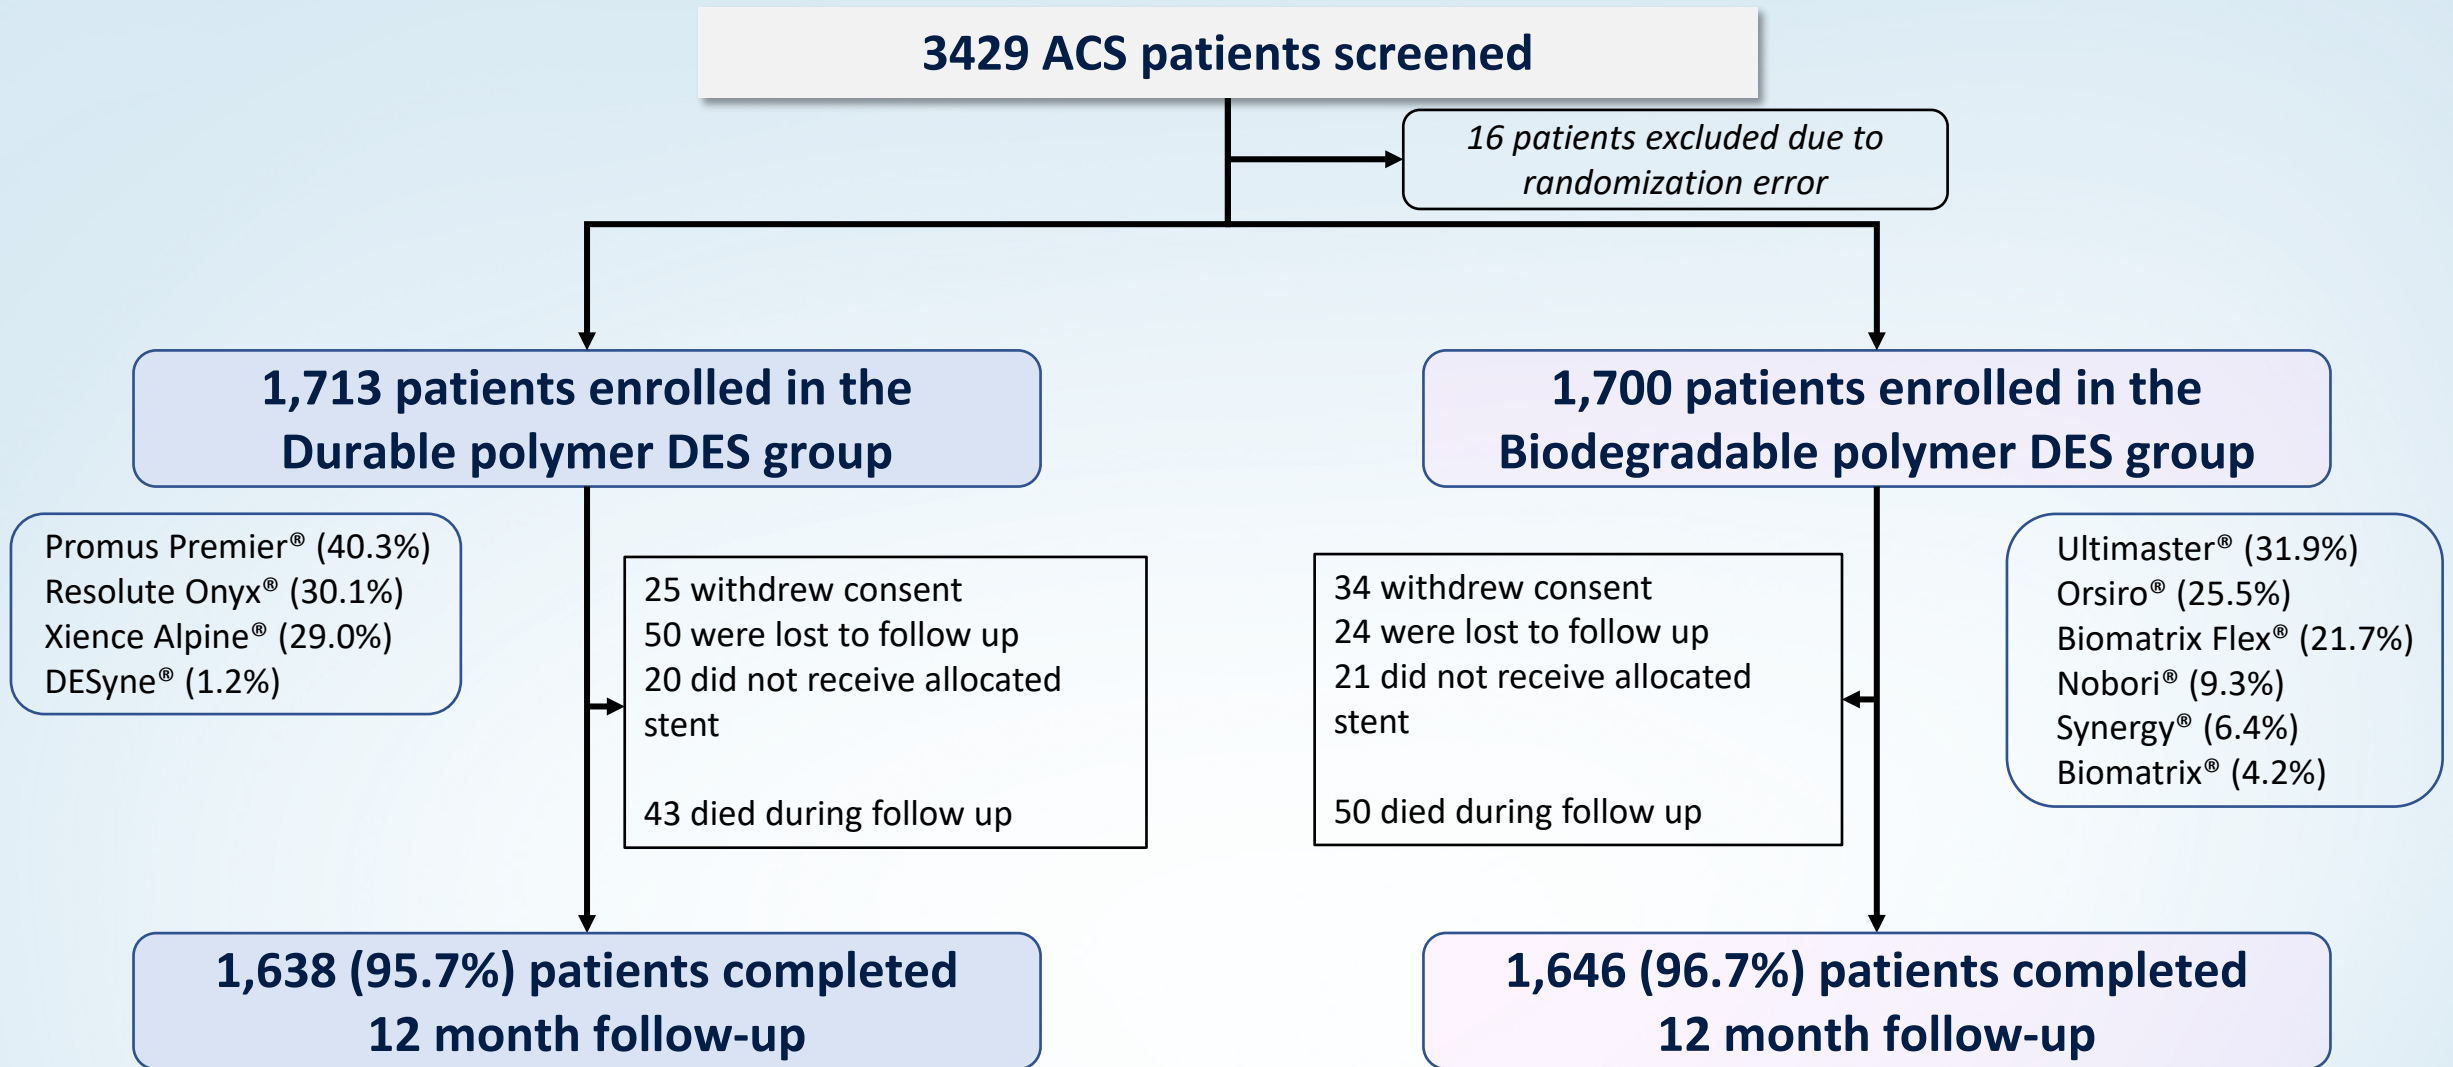 3429 ACS patients screened
16 patients excluded due to
randomization error
1,713 patients enrolled in the
Durable polymer DES group
1,700 patients enrolled in the
Biodegradable polymer DES group
Promus Premier® (40.3%)
Resolute Onyx® (30.1%)
Xience Alpine® (29.0%)
DESyne® (1.2%)
25 withdrew consent
50 were lost to follow up
20 did not receive allocated
stent
43 died during follow up
34 withdrew consent
24 were lost to follow up
21 did not receive allocated
stent
50 died during follow up
Ultimaster® (31.9%)
Orsiro® (25.5%)
Biomatrix Flex® (21.7%)
Nobori® (9.3%)
Synergy® (6.4%)
Biomatrix® (4.2%)
1,638 (95.7%) patients completed
12 month follow-up
1,646 (96.7%) patients completed
12 month follow-up